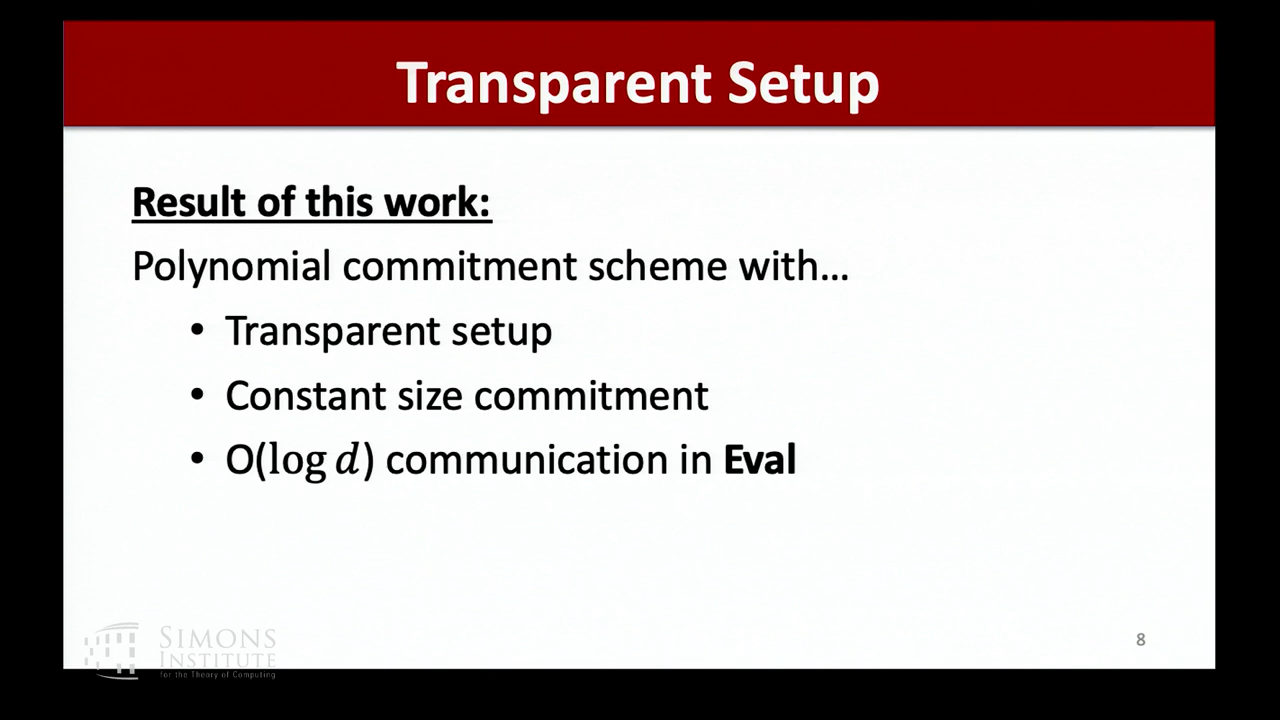 Transparent Setup
Result of this work:
Polynomial commitment scheme with…
• Transparent setup
• Constant size commitment
• O(log d) communication in Eval
SIMONS
INSTITUTE
for the Theory of Computing
8